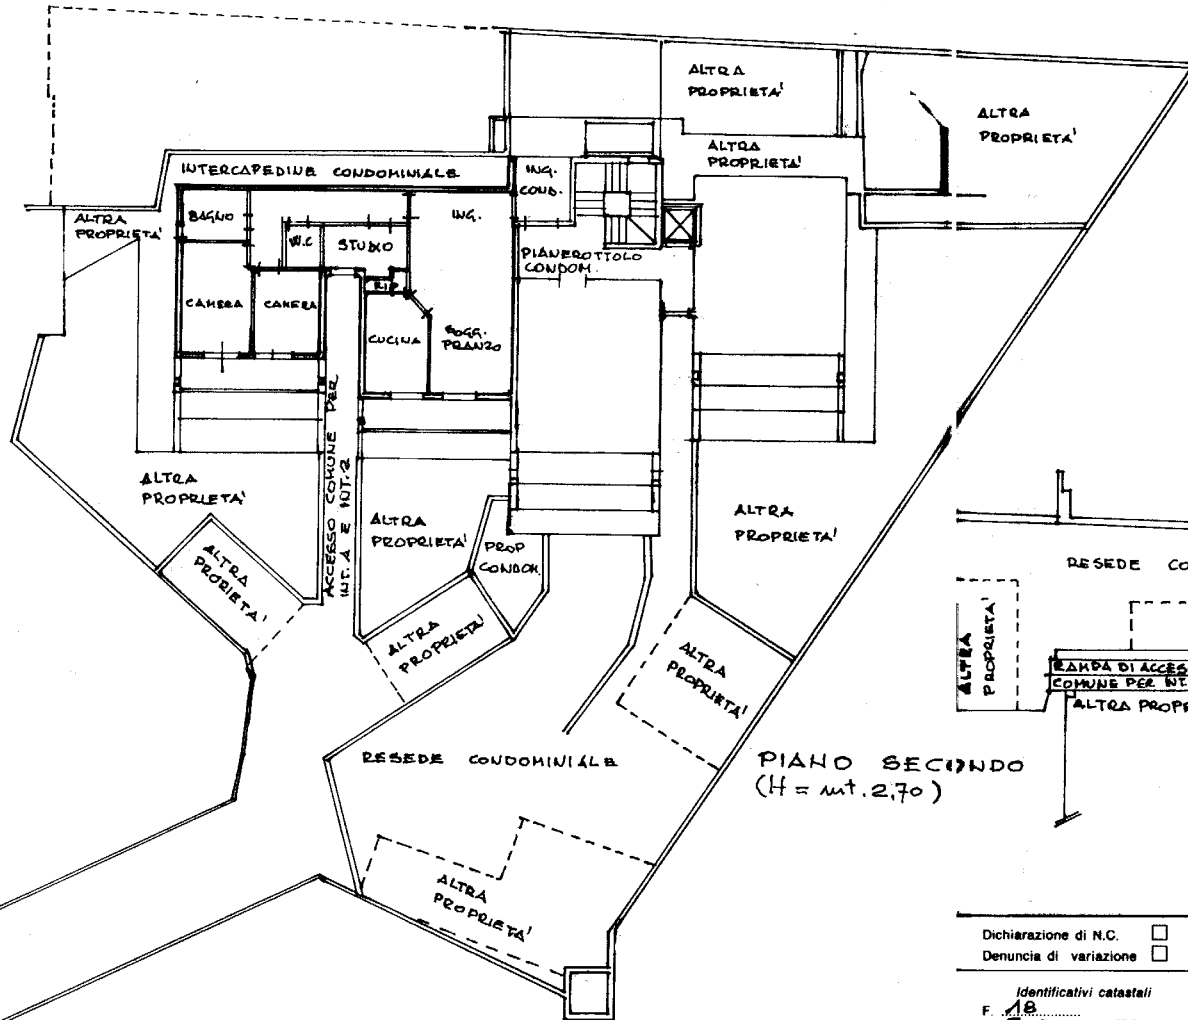 ALTRA
PROPRIETA'
ALTRA
PROPRIETA'
ALTRA
PROPRIETA'
INTERCAPEDINE CONDOMINIALE
ING.
COND.
ALTRA
PROPRIETA'
BAGNO
ING.
W.C
STUDIO
PIANEROTTOLO
CONDOM.
RIP
CAMERA
CAMERA
CUCINA
SOGG.
PRANZO
ACCESSO COMUNE PER
INT. 1 E INT. 2
ALTRA
PROPRIETA'
ALTRA
PROPRIETA'
ALTRA
PROPRIETA'
PROP
CONDOM.
ALTRA
PRORIETA'
ALTRA
PROPRIETA'
ALTRA
PROPRIETA'
RESEDE CO
ALTRA
PROPRIETA'
RAMPA DI ACCES
COMUNE PER INT.
ALTRA PROPR
RESEDE CONDOMINIALE
PIANO SECONDO
(H = mt. 2,70)
ALTRA
PROPRIETA'
Dichiarazione di N.C.
Denuncia di variazione
Identificativi catastali
F. 18